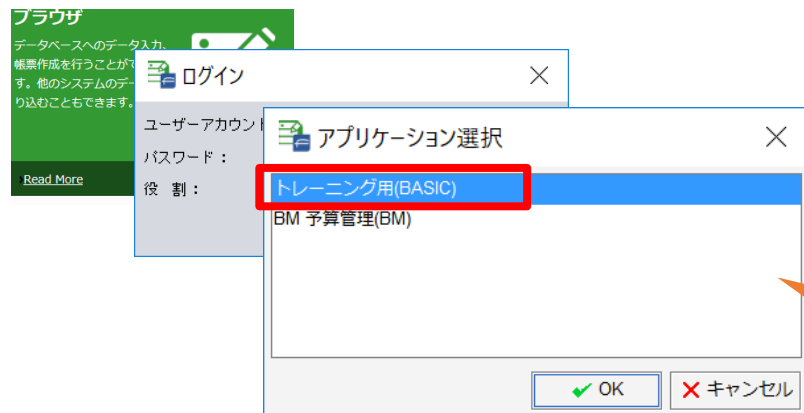 ブラウザ
データベースへのデータ入力、
帳票作成を行うことがで
す。他のシステムのデー
り込むこともできます。
Read More
ログイン
ユーザーアカウント
パスワード：
役 割：
アプリケーション選択
トレーニング用(BASIC)
BM 予算管理(BM)
OK
キャンセル